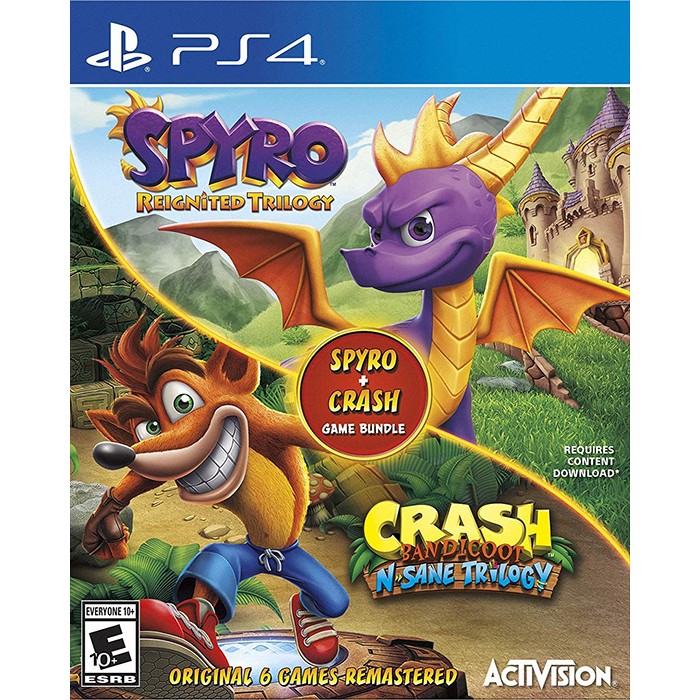 PS4
SPYRO
REIGNITED TRILOGY
SPYRO
+
CRASH
GAME BUNDLE
REQUIRES
CONTENT
DOWNLOAD*
CRASH
BANDICOOT
N SANE TRILOGY
EVERYONE 10+
E
10+
ESRB
ORIGINAL 6 GAMES REMASTERED
ACTIVISION